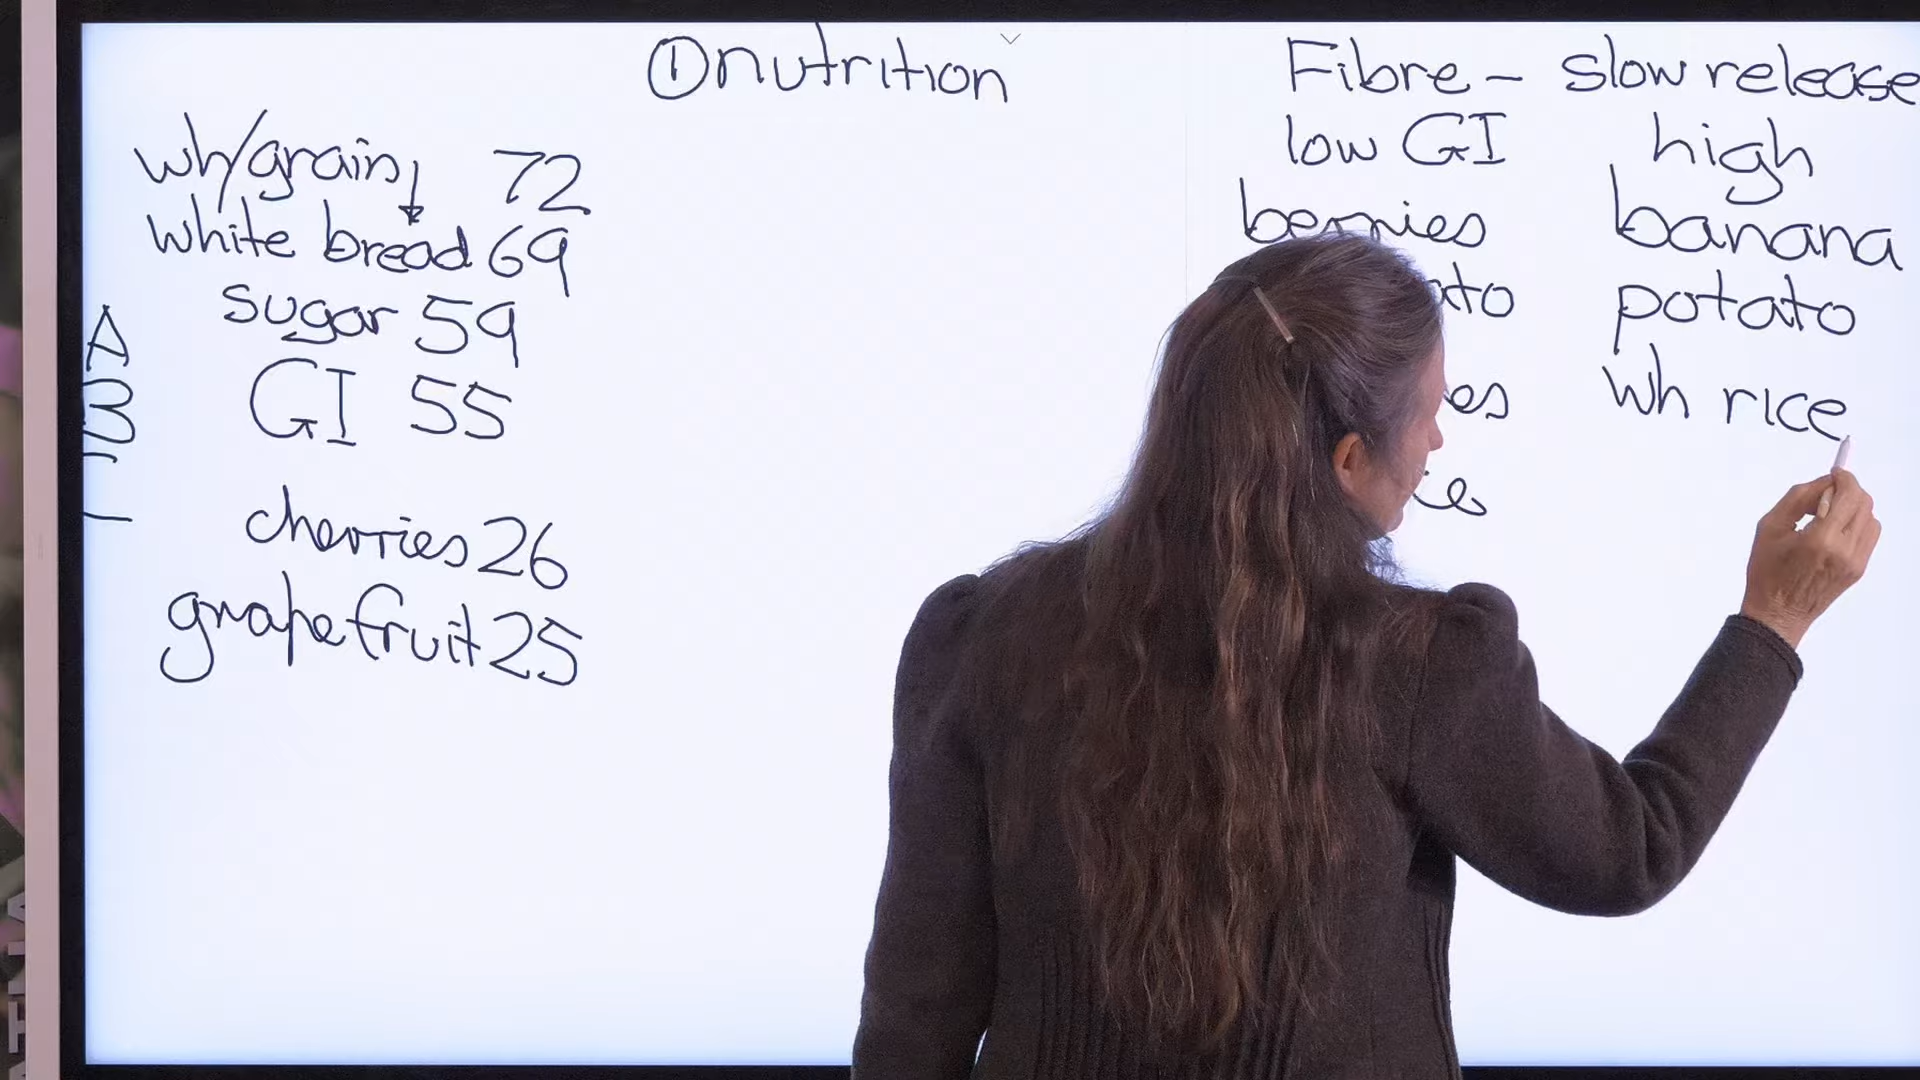 ① nutrition
wh/grain 72
white bread 69
sugar 59
GI 55
cherries 26
grapefruit 25
A
B
Fibre - slow release
low GI high
berries banana
potato
wh rice